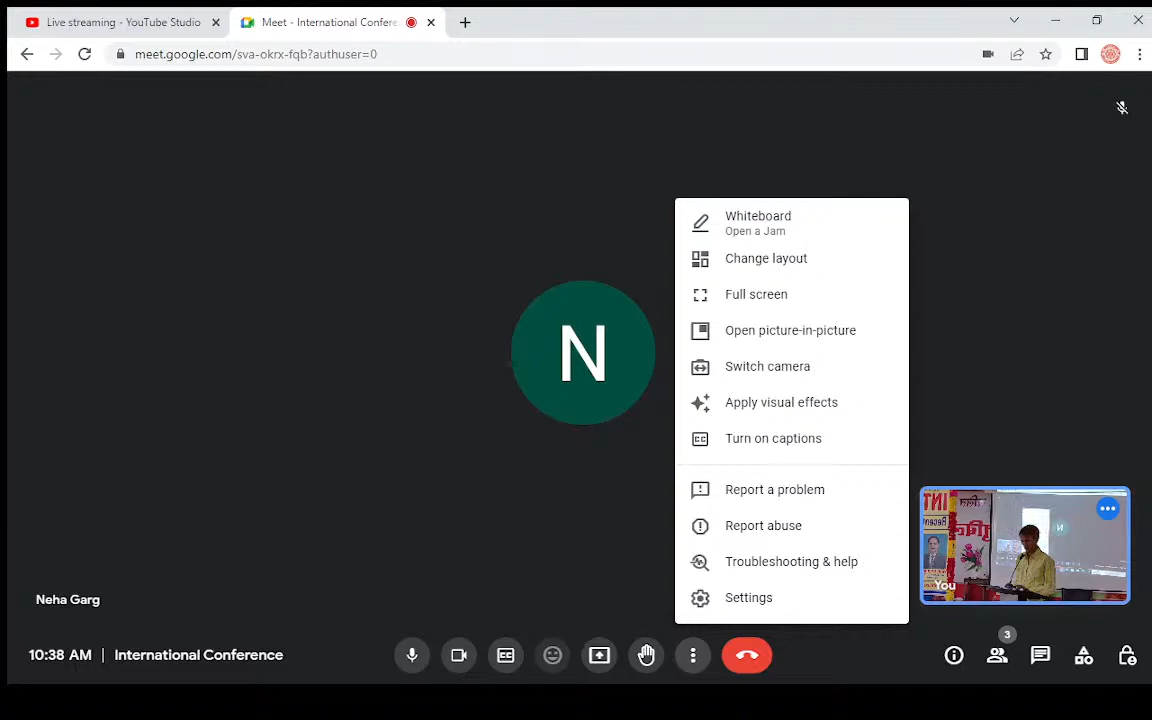 Live streaming - YouTube Studio
Meet - International Confere
meet.google.com/sva-okrx-fqb?authuser=0
Whiteboard
Open a Jam
Change layout
Full screen
Open picture-in-picture
Switch camera
Apply visual effects
Turn on captions
Report a problem
Report abuse
Troubleshooting & help
Settings
N
Neha Garg
You
10:38 AM | International Conference
3